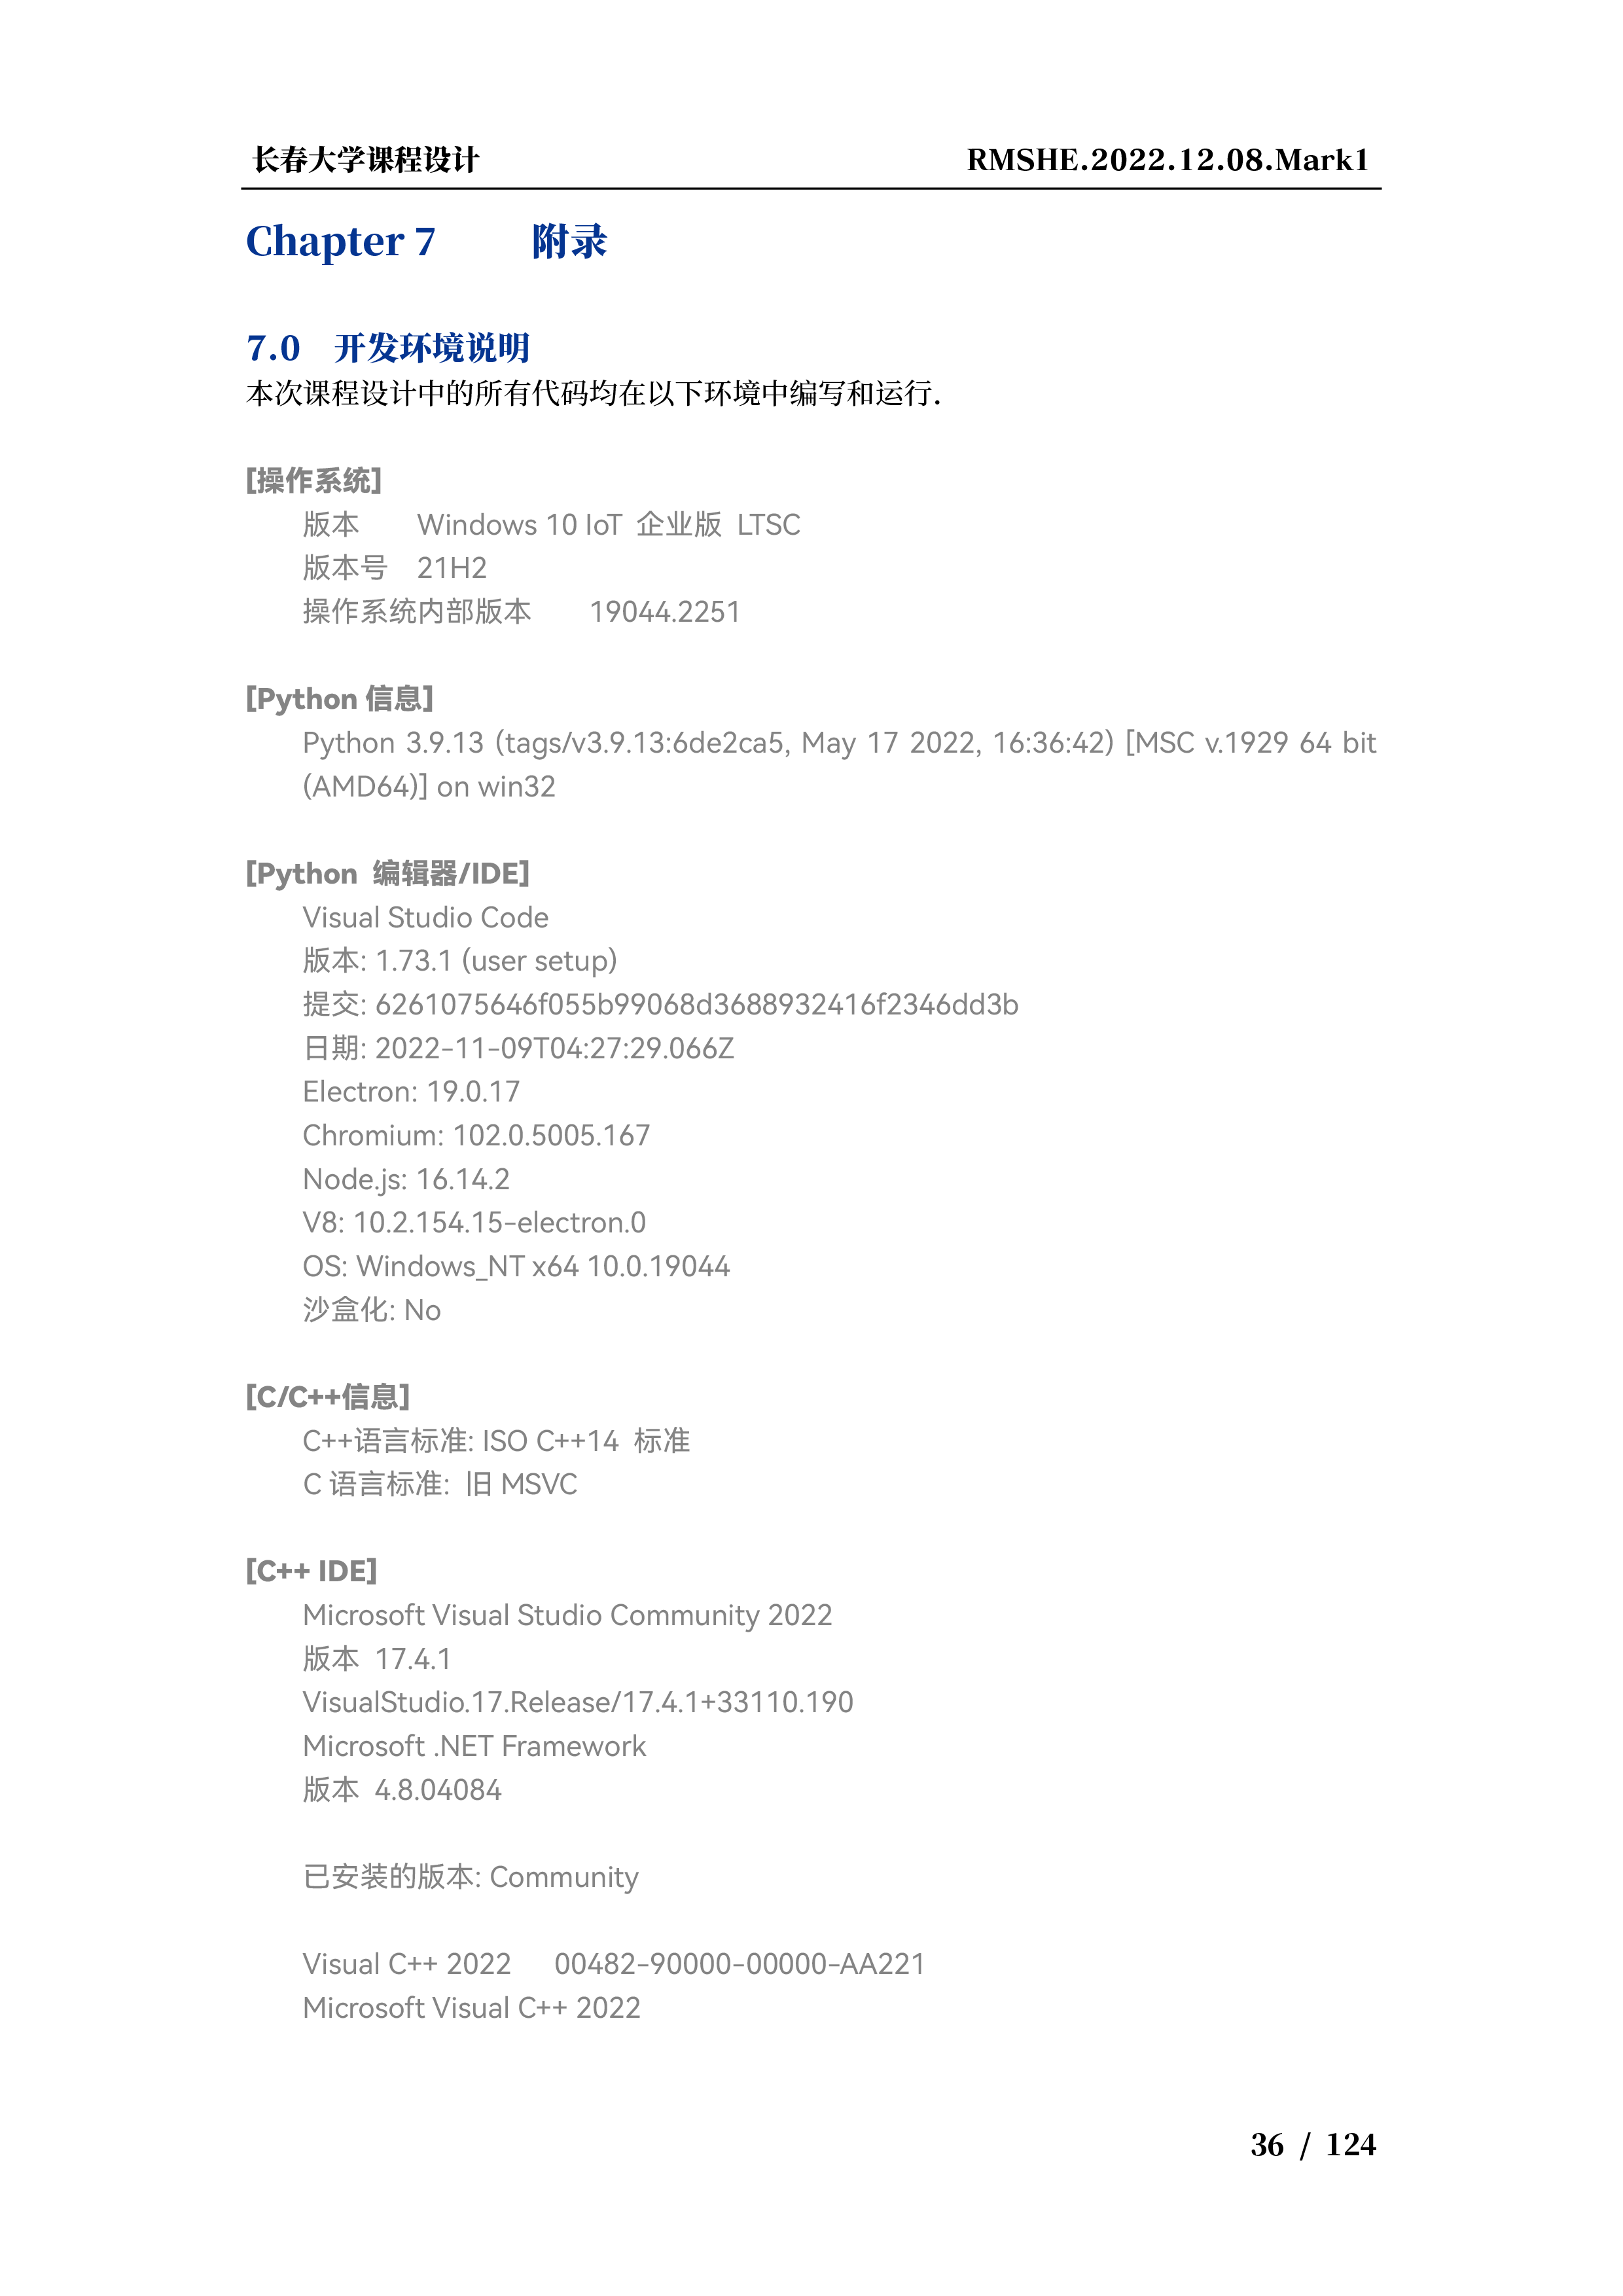 长春大学课程设计 RMSHE.2022.12.08.Mark1
Chapter 7 附录
7.0 开发环境说明
本次课程设计中的所有代码均在以下环境中编写和运行.
[操作系统]
版本 Windows 10 IoT 企业版 LTSC
版本号 21H2
操作系统内部版本 19044.2251
[Python 信息]
Python 3.9.13 (tags/v3.9.13:6de2ca5, May 17 2022, 16:36:42) [MSC v.1929 64 bit
(AMD64)] on win32
[Python 编辑器/IDE]
Visual Studio Code
版本: 1.73.1 (user setup)
提交: 6261075646f055b99068d3688932416f2346dd3b
日期: 2022-11-09T04:27:29.066Z
Electron: 19.0.17
Chromium: 102.0.5005.167
Node.js: 16.14.2
V8: 10.2.154.15-electron.0
OS: Windows_NT x64 10.0.19044
沙盒化: No
[C/C++信息]
C++语言标准: ISO C++14 标准
C 语言标准: 旧 MSVC
[C++ IDE]
Microsoft Visual Studio Community 2022
版本 17.4.1
VisualStudio.17.Release/17.4.1+33110.190
Microsoft .NET Framework
版本 4.8.04084
已安装的版本: Community
Visual C++ 2022 00482-90000-00000-AA221
Microsoft Visual C++ 2022
36 / 124